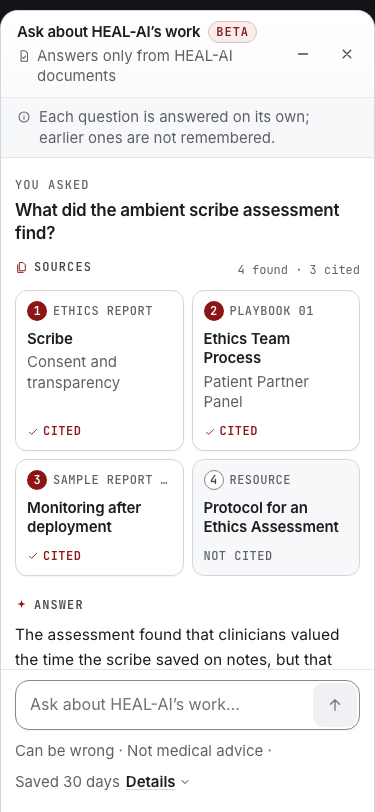 Ask about HEAL-AI’s work BETA
Answers only from HEAL-AI
documents
Each question is answered on its own;
earlier ones are not remembered.
YOU ASKED
What did the ambient scribe assessment
find?
SOURCES
4 found · 3 cited
1 ETHICS REPORT
Scribe
Consent and
transparency
CITED
2 PLAYBOOK 01
Ethics Team
Process
Patient Partner
Panel
CITED
3 SAMPLE REPORT …
Monitoring after
deployment
CITED
4 RESOURCE
Protocol for an
Ethics Assessment
NOT CITED
ANSWER
The assessment found that clinicians valued
the time the scribe saved on notes, but that
Ask about HEAL-AI’s work...
Can be wrong · Not medical advice ·
Saved 30 days Details